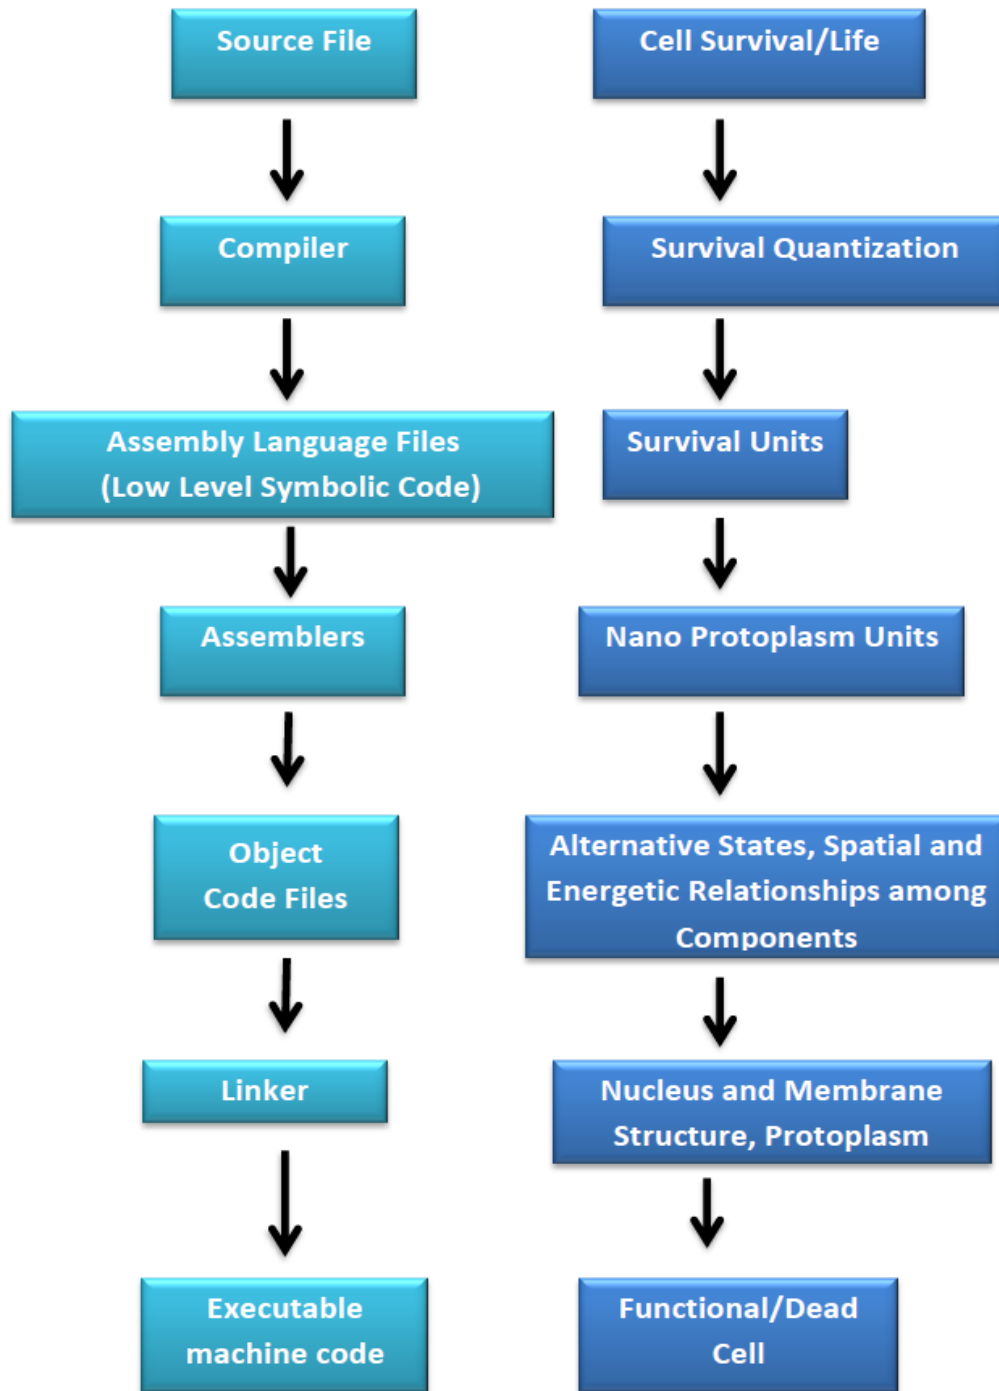 Source File
Compiler
Assembly Language Files
(Low Level Symbolic Code)
Assemblers
Object
Code Files
Linker
Executable
machine code
Cell Survival/Life
Survival Quantization
Survival Units
Nano Protoplasm Units
Alternative States, Spatial and
Energetic Relationships among
Components
Nucleus and Membrane
Structure, Protoplasm
Functional/Dead
Cell